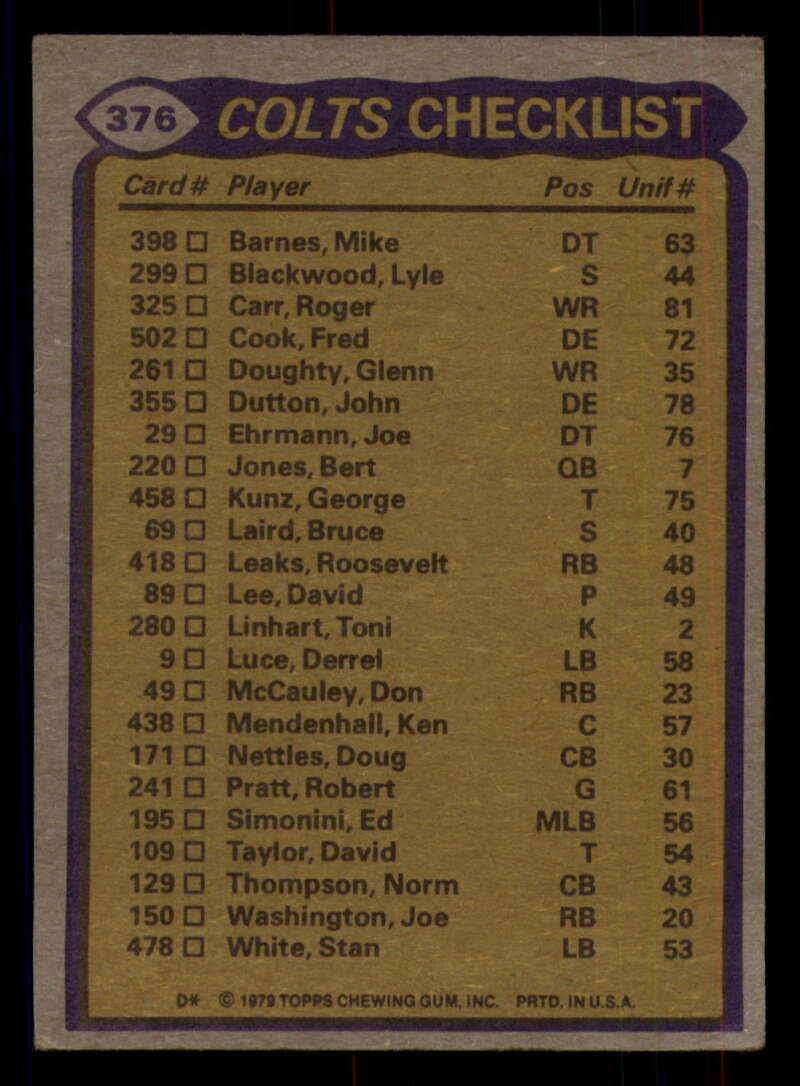 376 COLTS CHECKLIST
Card # Player Pos Unif #
398 □ Barnes, Mike DT 63
299 □ Blackwood, Lyle S 44
325 □ Carr, Roger WR 81
502 □ Cook, Fred DE 72
261 □ Doughty, Glenn WR 35
355 □ Dutton, John DE 78
29 □ Ehrmann, Joe DT 76
220 □ Jones, Bert QB 7
458 □ Kunz, George T 75
69 □ Laird, Bruce S 40
418 □ Leaks, Roosevelt RB 48
89 □ Lee, David P 49
280 □ Linhart, Toni K 2
9 □ Luce, Derrel LB 58
49 □ McCauley, Don RB 23
438 □ Mendenhall, Ken C 57
171 □ Nettles, Doug CB 30
241 □ Pratt, Robert G 61
195 □ Simonini, Ed MLB 56
109 □ Taylor, David T 54
129 □ Thompson, Norm CB 43
150 □ Washington, Joe RB 20
478 □ White, Stan LB 53
D* © 1979 TOPPS CHEWING GUM, INC. PRTD. IN U.S.A.